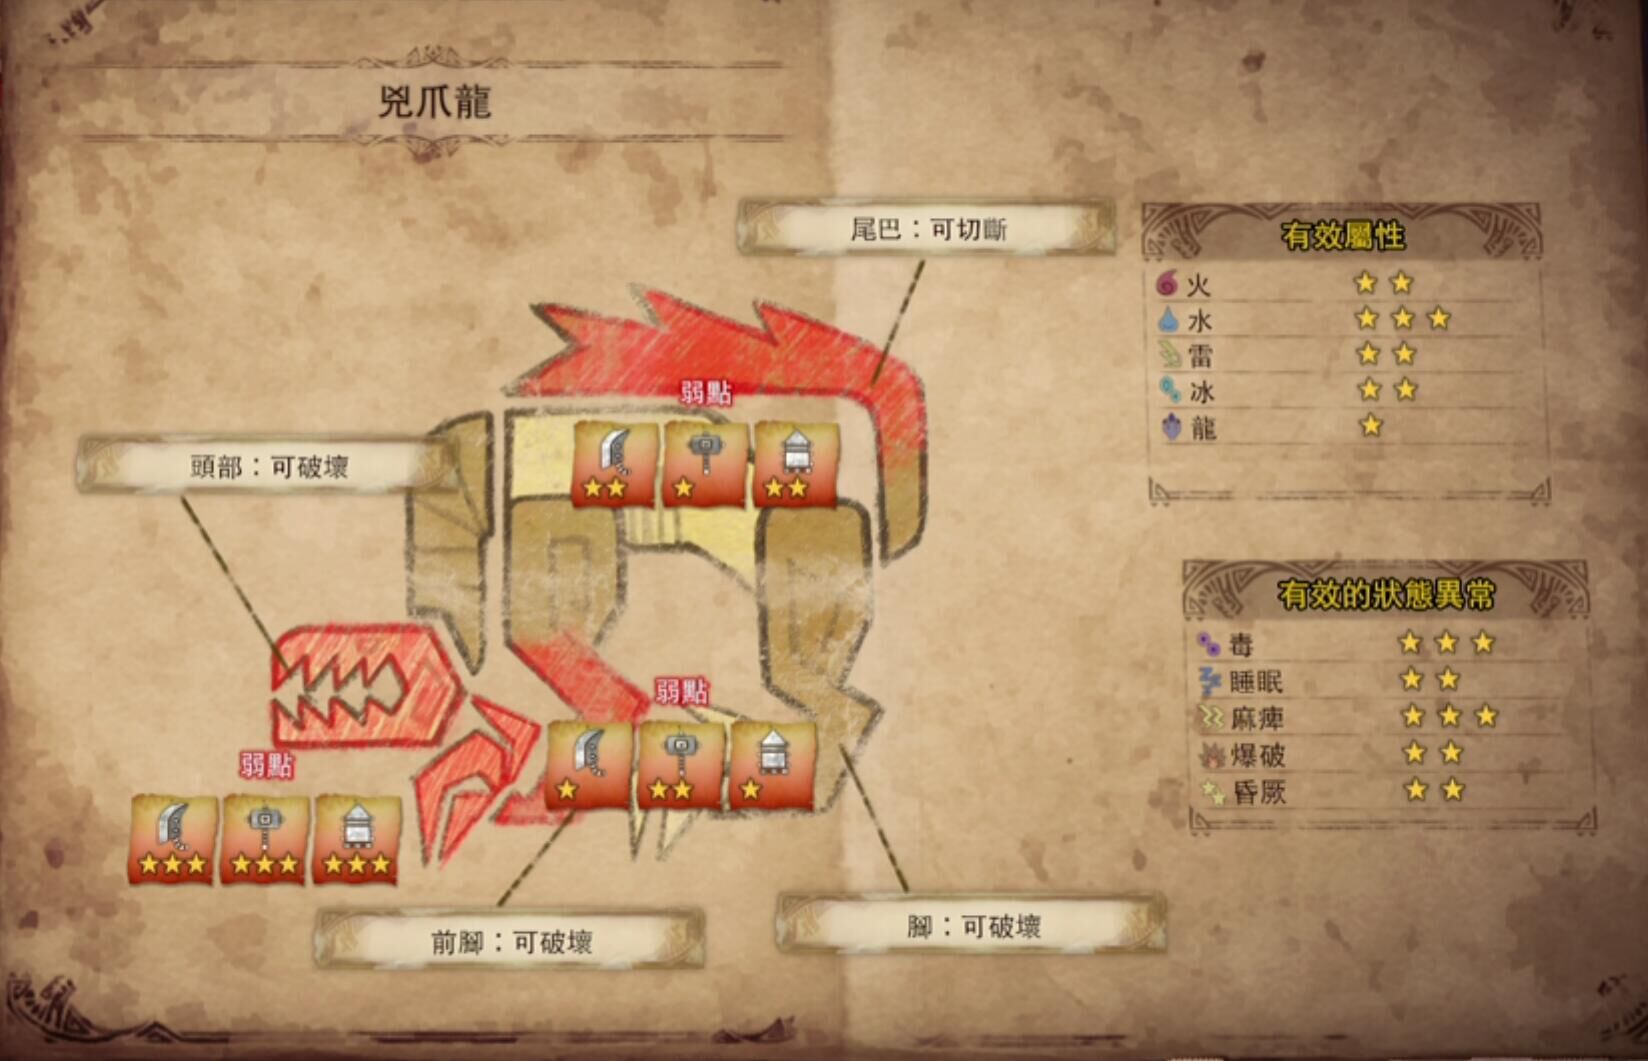 兇爪龍
尾巴：可切斷
有效屬性
火
水
雷
冰
龍
弱點
頭部：可破壞
有效的狀態異常
毒
睡眠
麻痺
爆破
昏厥
弱點
弱點
前腳：可破壞
腳：可破壞